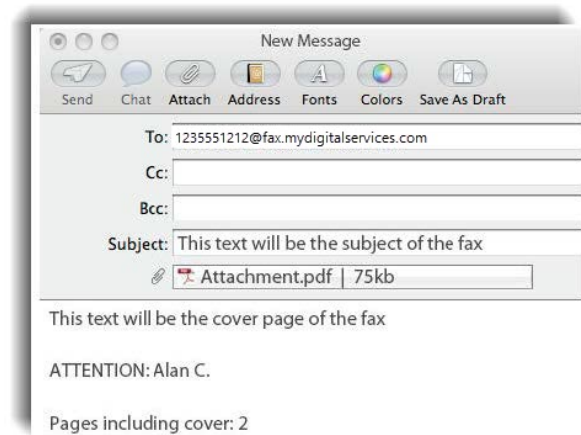 New Message
Send Chat Attach Address Fonts Colors Save As Draft
To: 1235551212@fax.mydigitalservices.com
Cc:
Bcc:
Subject: This text will be the subject of the fax
Attachment.pdf | 75kb
This text will be the cover page of the fax
ATTENTION: Alan C.
Pages including cover: 2